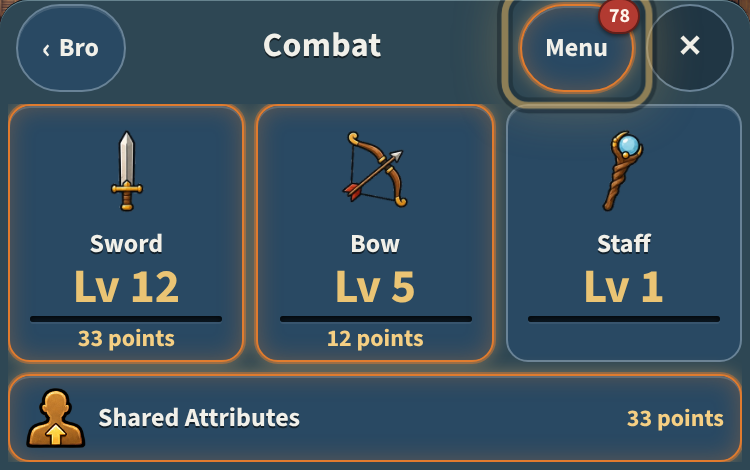 ‹ Bro
Combat
Menu
78
✕
Sword
Lv 12
33 points
Bow
Lv 5
12 points
Staff
Lv 1
Shared Attributes
33 points